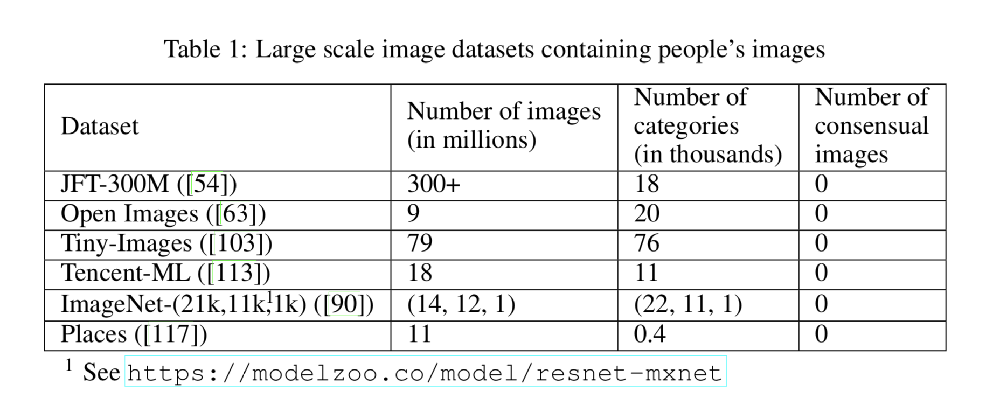 Table 1: Large scale image datasets containing people's images
Dataset
Number of images
(in millions)
Number of
categories
(in thousands)
Number of
consensual
images
JFT-300M ([54]) 300+ 18 0
Open Images ([63]) 9 20 0
Tiny-Images ([103]) 79 76 0
Tencent-ML ([113]) 18 11 0
ImageNet-(21k,11k,¹1k) ([90]) (14, 12, 1) (22, 11, 1) 0
Places ([117]) 11 0.4 0
¹ See https://modelzoo.co/model/resnet-mxnet